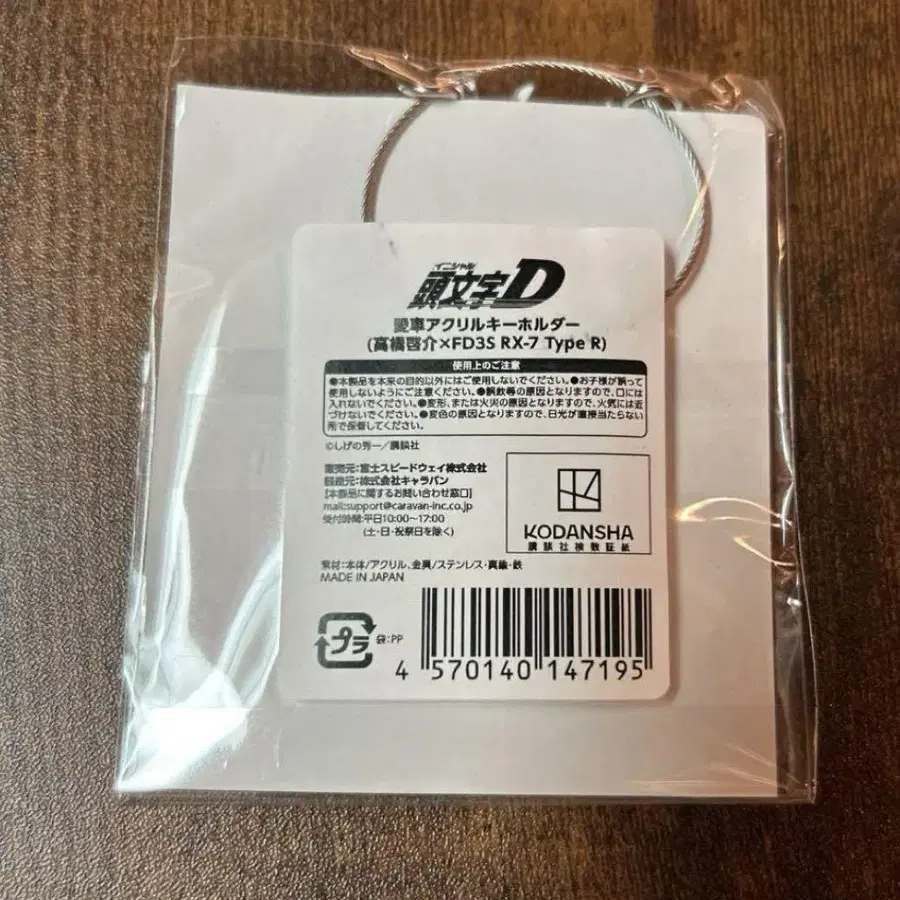 イニシャル
頭文字D
愛車アクリルキーホルダー
(高橋啓介×FD3S RX-7 Type R)
使用上のご注意
●本製品を本来の目的以外にはご使用しないでください。●お子様が誤って
使用しないようにご注意ください。●誤飲等の原因となりますので、口には
入れないでください。●変形、または火災の原因となりますので、火気には近
づけないでください。●変色の原因となりますので、日光が直接当たらない
所で保管してください。
©しげの秀一／講談社
販売元:富士スピードウェイ株式会社
製造元:株式会社キャラバン
【本製品に関するお問い合わせ窓口】
mail:support@caravan-inc.co.jp
受付時間:平日10:00～17:00
(土・日・祝祭日を除く)
KODANSHA
講談社検数証紙
素材:本体/アクリル、金具/ステンレス・真鍮・鉄
MADE IN JAPAN
プラ
袋:PP
4 570140 147195